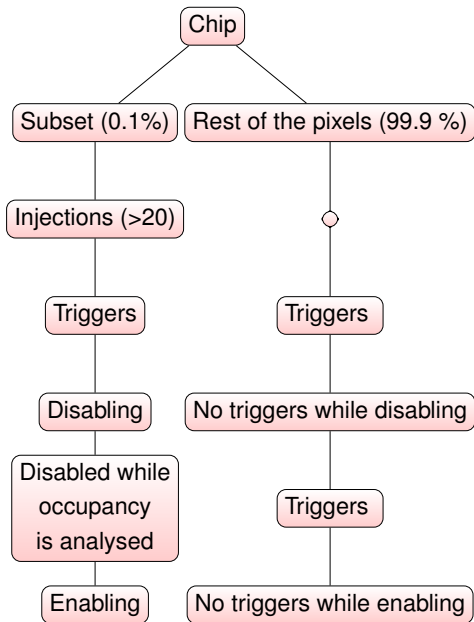 Chip
Subset (0.1%)
Rest of the pixels (99.9 %)
Injections (>20)
Triggers
Triggers
Disabling
No triggers while disabling
Disabled while
occupancy
is analysed
Triggers
Enabling
No triggers while enabling